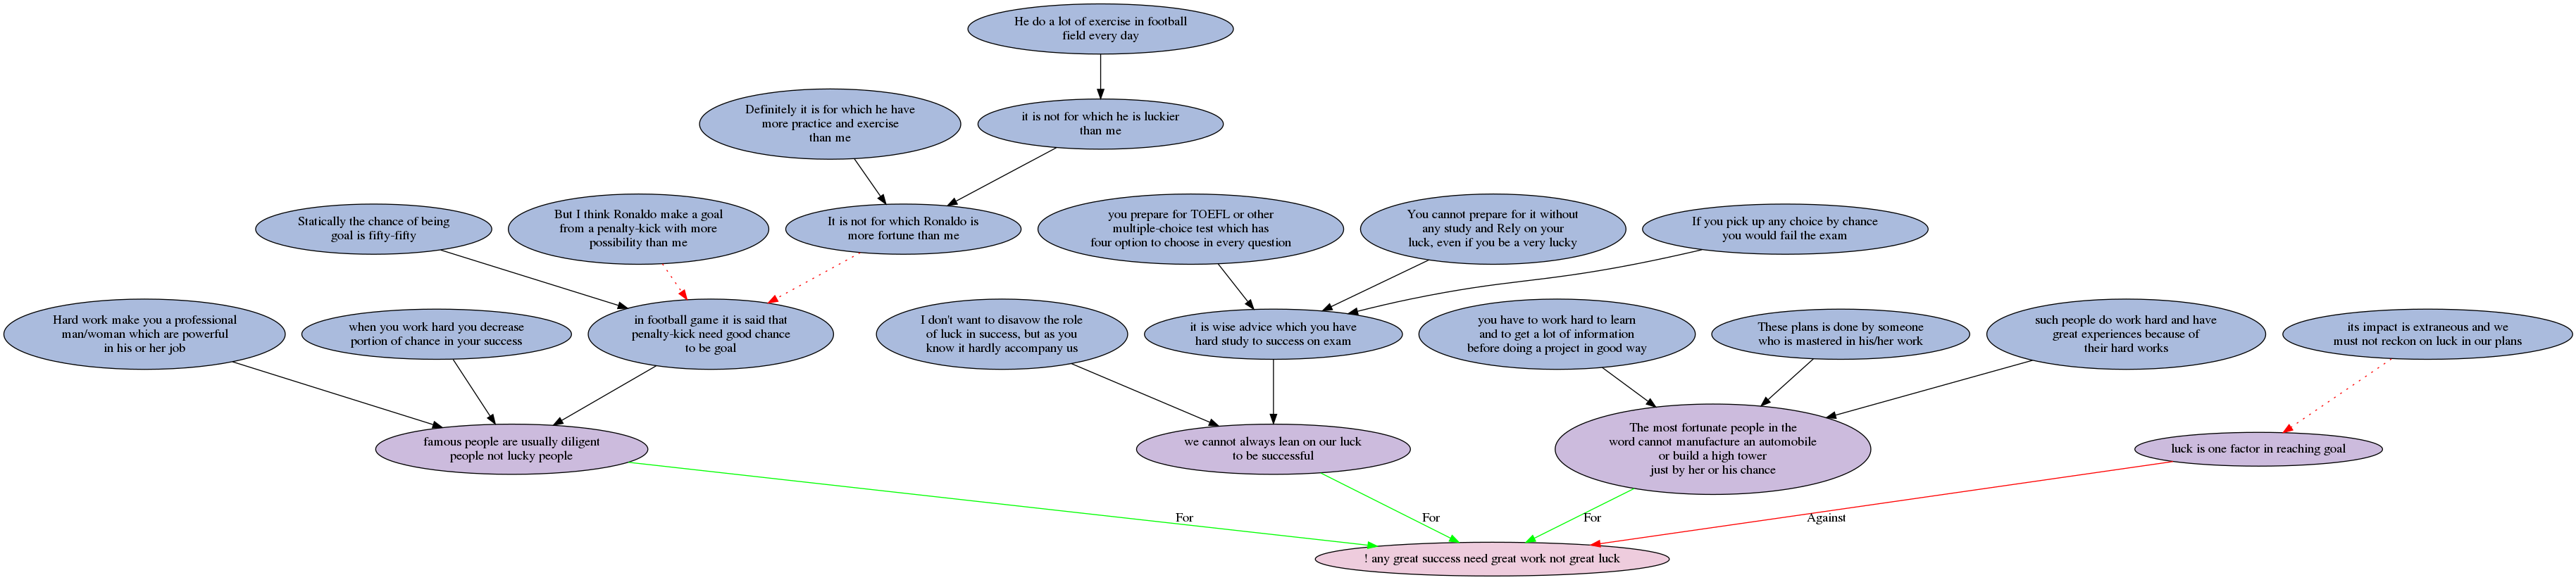 He do a lot of exercise in football
field every day
Definitely it is for which he have
more practice and exercise
than me
it is not for which he is luckier
than me
Statically the chance of being
goal is fifty-fifty
But I think Ronaldo make a goal
from a penalty-kick with more
possibility than me
It is not for which Ronaldo is
more fortune than me
you prepare for TOEFL or other
multiple-choice test which has
four option to choose in every question
You cannot prepare for it without
any study and Rely on your
luck, even if you be a very lucky
If you pick up any choice by chance
you would fail the exam
Hard work make you a professional
man/woman which are powerful
in his or her job
when you work hard you decrease
portion of chance in your success
in football game it is said that
penalty-kick need good chance
to be goal
I don't want to disavow the role
of luck in success, but as you
know it hardly accompany us
it is wise advice which you have
hard study to success on exam
you have to work hard to learn
and to get a lot of information
before doing a project in good way
These plans is done by someone
who is mastered in his/her work
such people do work hard and have
great experiences because of
their hard works
its impact is extraneous and we
must not reckon on luck in our plans
famous people are usually diligent
people not lucky people
we cannot always lean on our luck
to be successful
The most fortunate people in the
word cannot manufacture an automobile
or build a high tower
just by her or his chance
luck is one factor in reaching goal
For
For
For
Against
! any great success need great work not great luck